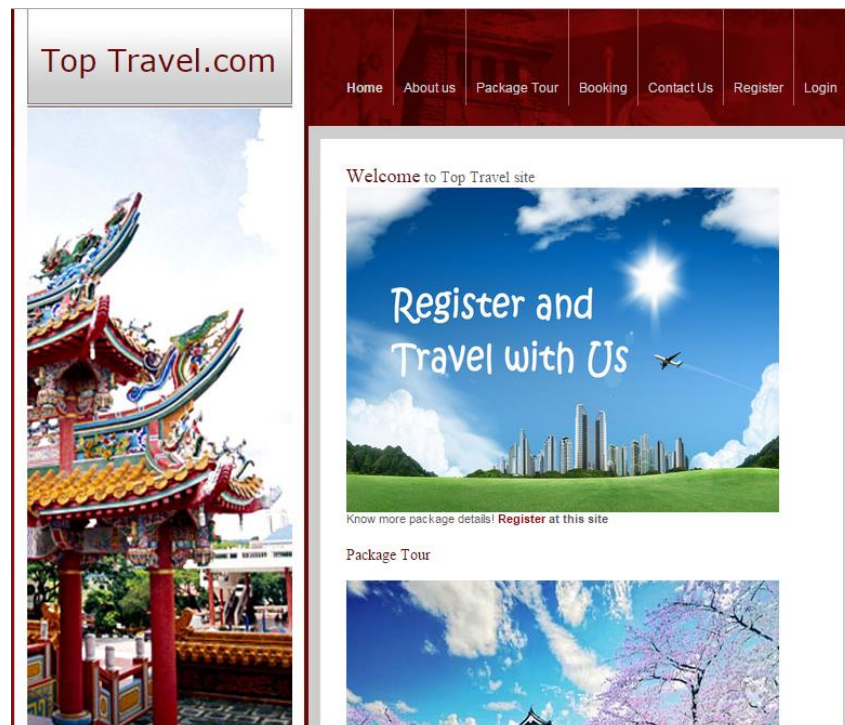 Top Travel.com
Home About us Package Tour Booking Contact Us Register Login
Welcome to Top Travel site
Register and
Travel with Us
Know more package details! Register at this site
Package Tour